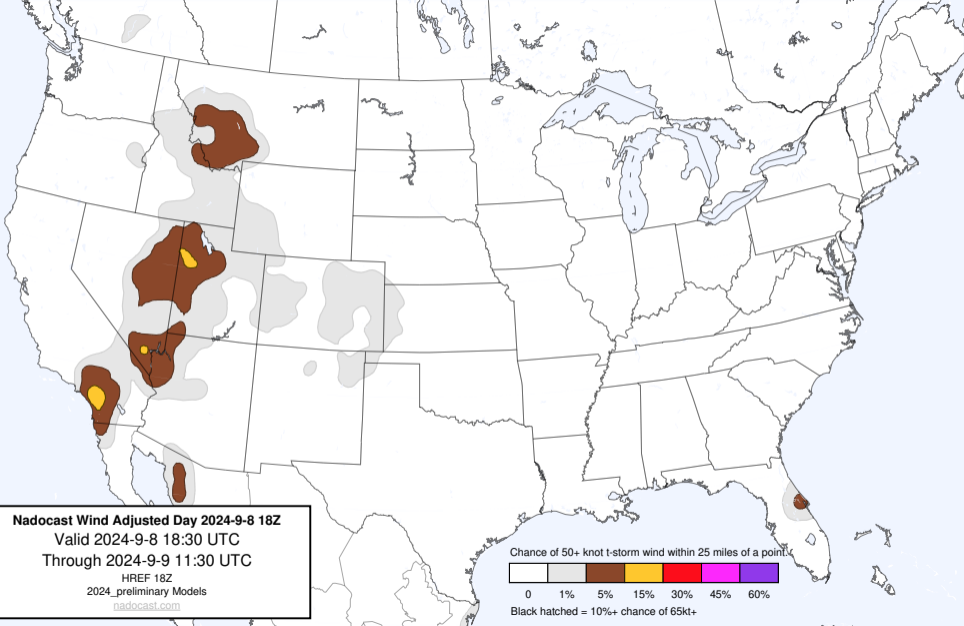 Nadocast Wind Adjusted Day 2024-9-8 18Z
Valid 2024-9-8 18:30 UTC
Through 2024-9-9 11:30 UTC
HREF 18Z
2024_preliminary Models
nadocast.com
Chance of 50+ knot t-storm wind within 25 miles of a point.
0 1% 5% 15% 30% 45% 60%
Black hatched = 10%+ chance of 65kt+